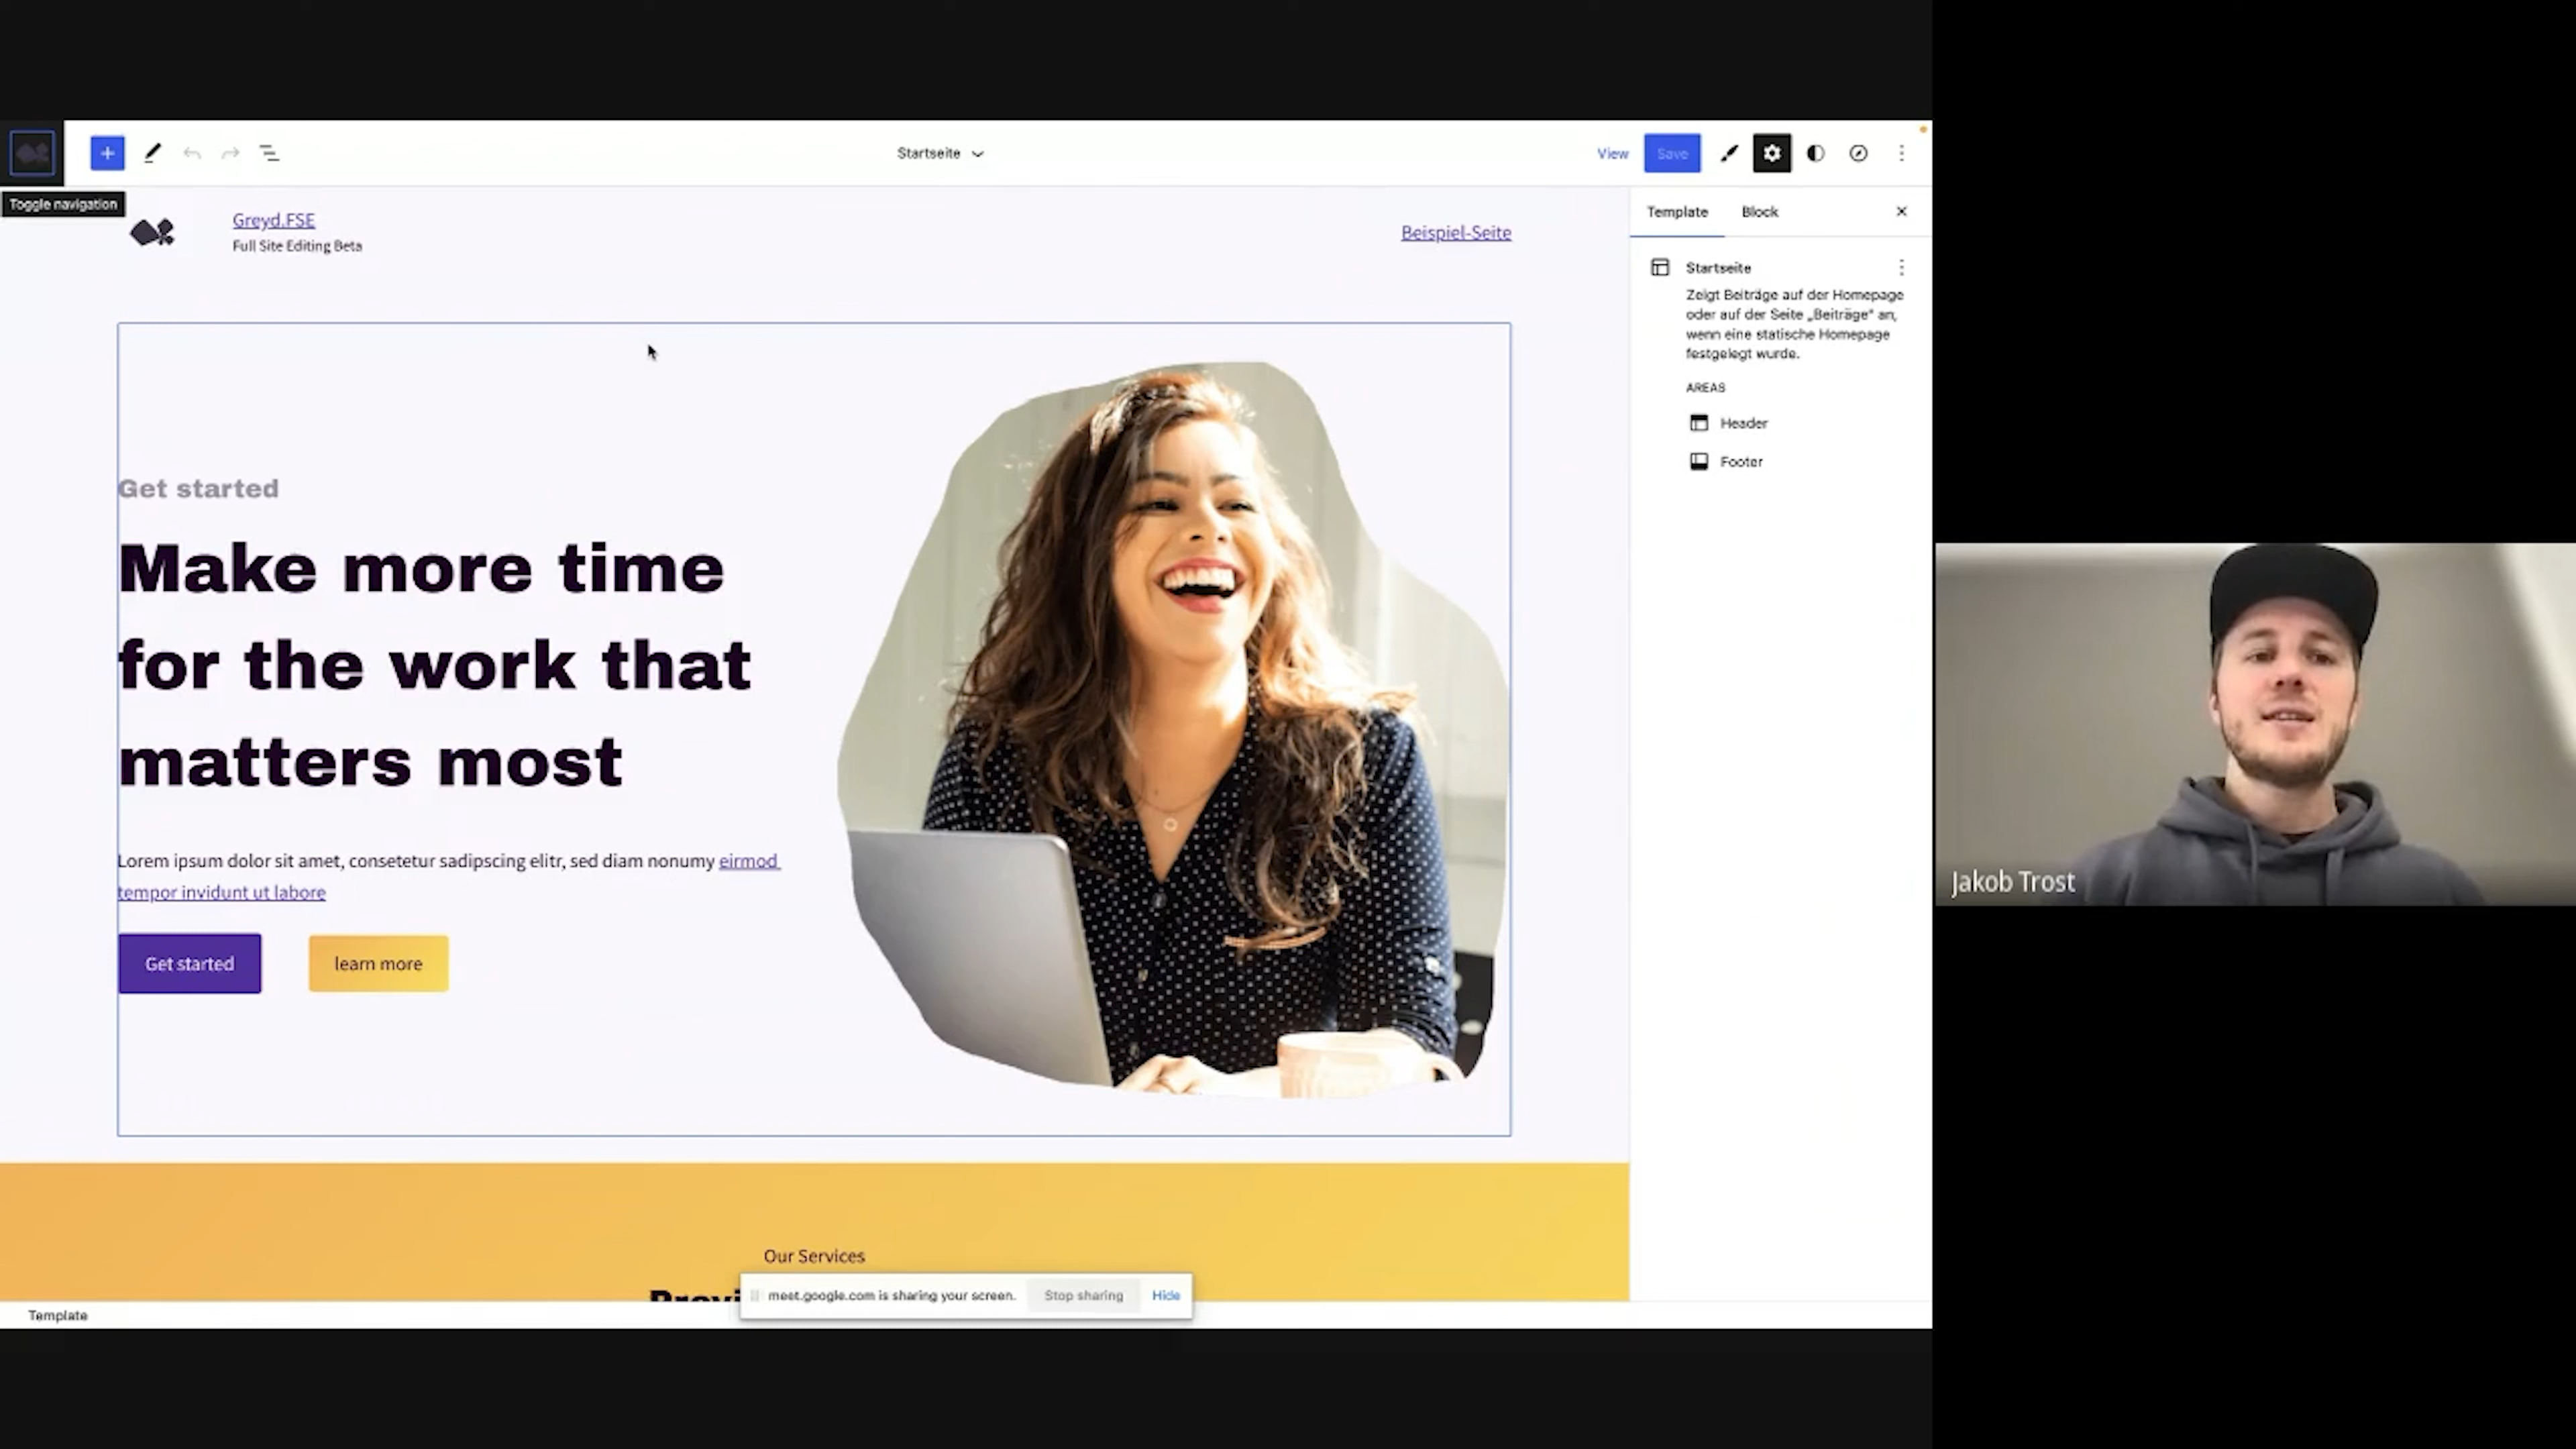 Startseite
View
Save
Toggle navigation
Greyd.FSE
Full Site Editing Beta
Beispiel-Seite
Get started
Make more time
for the work that
matters most
Lorem ipsum dolor sit amet, consetetur sadipscing elitr, sed diam nonumy eirmod
tempor invidunt ut labore
Get started
learn more
Our Services
meet.google.com is sharing your screen.
Stop sharing
Hide
Template
Template
Block
Startseite
Zeigt Beiträge auf der Homepage
oder auf der Seite „Beiträge" an,
wenn eine statische Homepage
festgelegt wurde.
AREAS
Header
Footer
Jakob Trost